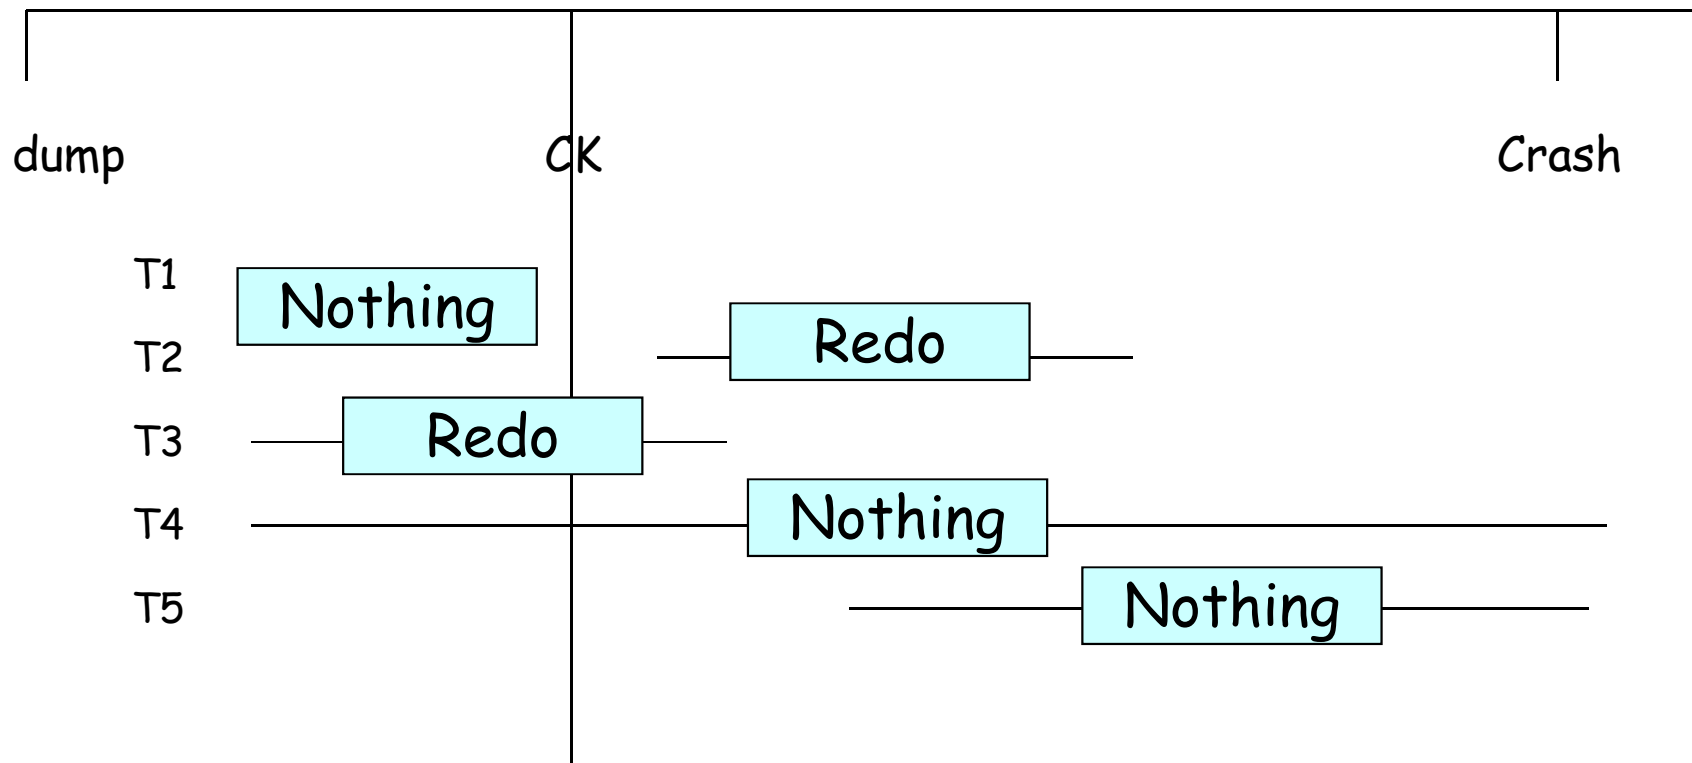 dump CK Crash
T1 Nothing
T2 Redo
T3 Redo
T4 Nothing
T5 Nothing